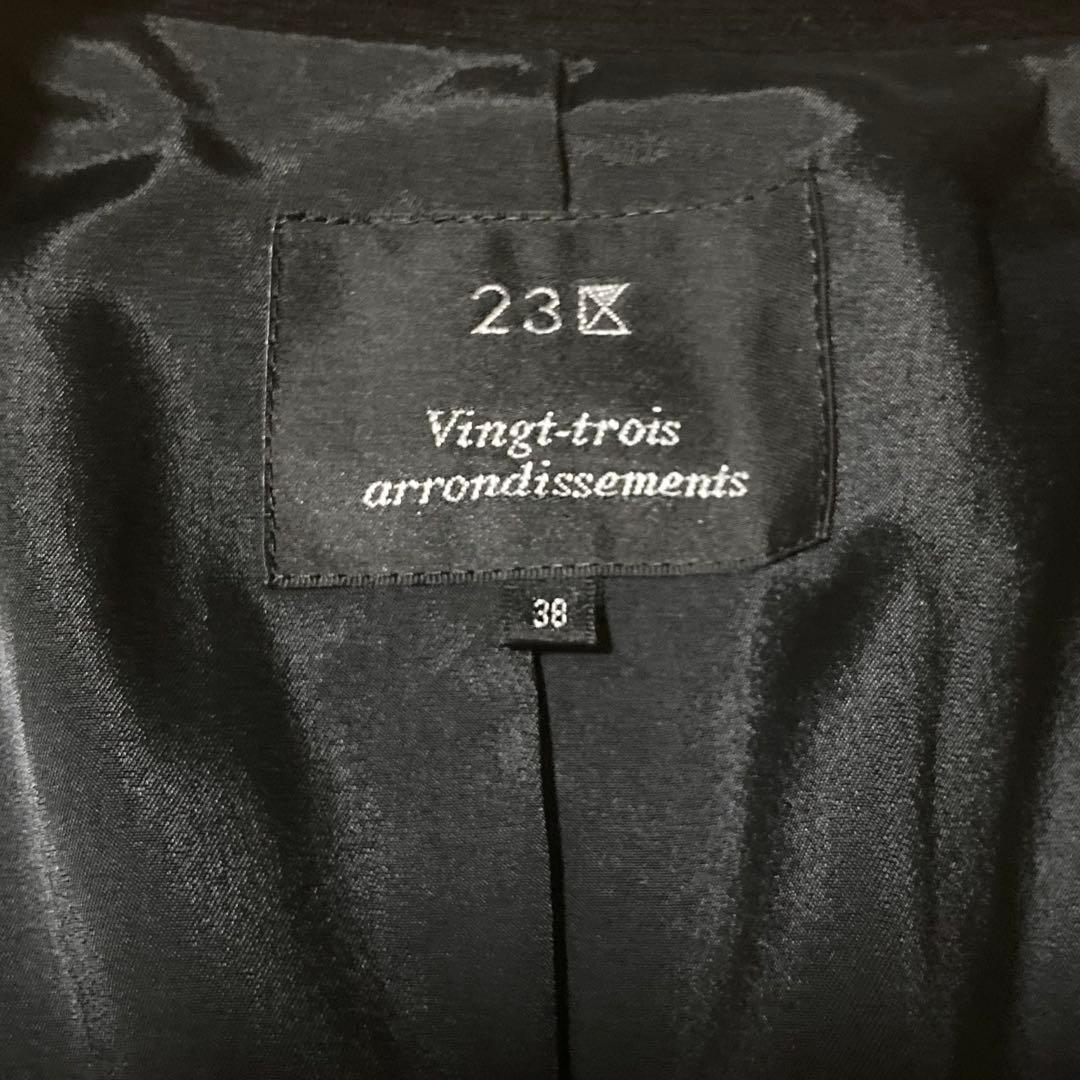 23区
Vingt-trois
arrondissements
38